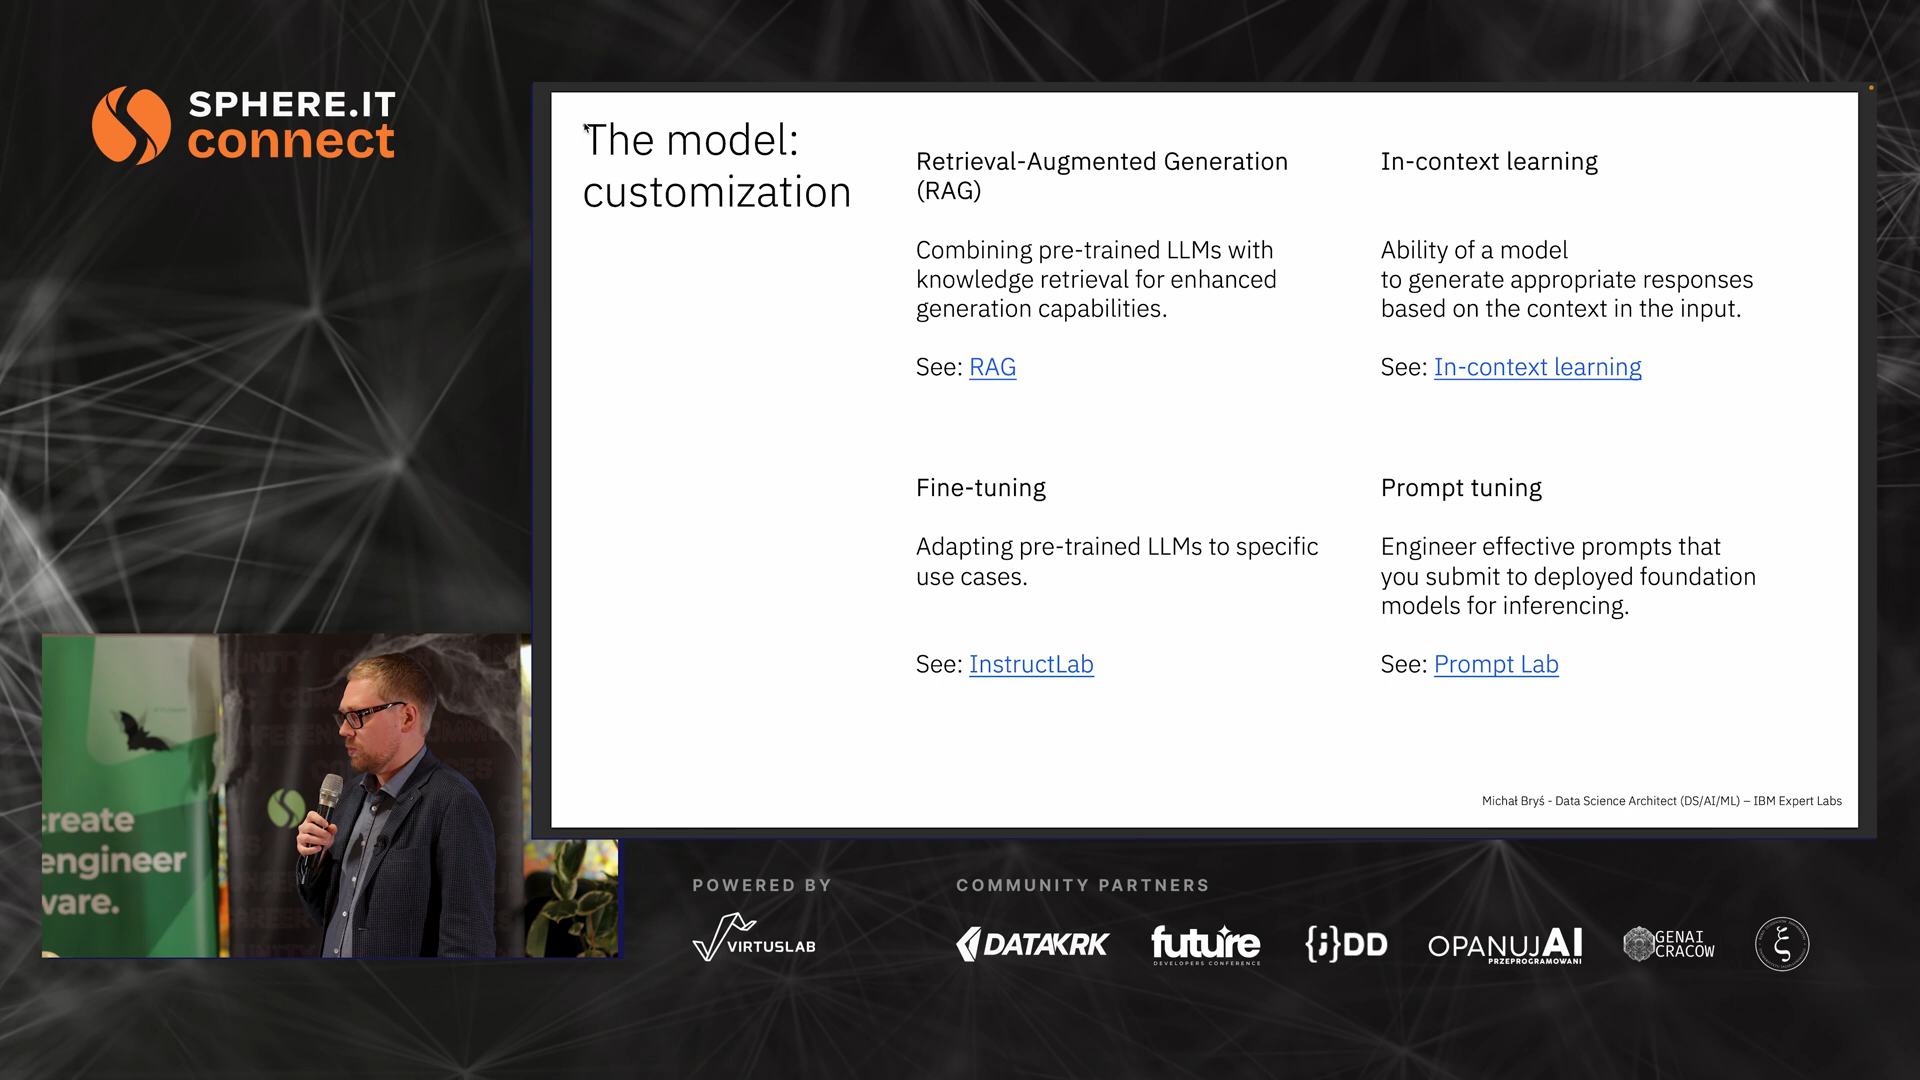 SPHERE.IT
connect
The model:
customization
Retrieval-Augmented Generation
(RAG)
Combining pre-trained LLMs with
knowledge retrieval for enhanced
generation capabilities.
See: RAG
In-context learning
Ability of a model
to generate appropriate responses
based on the context in the input.
See: In-context learning
Fine-tuning
Adapting pre-trained LLMs to specific
use cases.
See: InstructLab
Prompt tuning
Engineer effective prompts that
you submit to deployed foundation
models for inferencing.
See: Prompt Lab
Michał Bryś - Data Science Architect (DS/AI/ML) – IBM Expert Labs
create
engineer
ware.
POWERED BY
VIRTUSLAB
COMMUNITY PARTNERS
DATAKRK
future
DEVELOPERS CONFERENCE
{;}DD
OPANUJAI
PRZEPROGRAMOWANI
GENAI
CRACOW
ξ